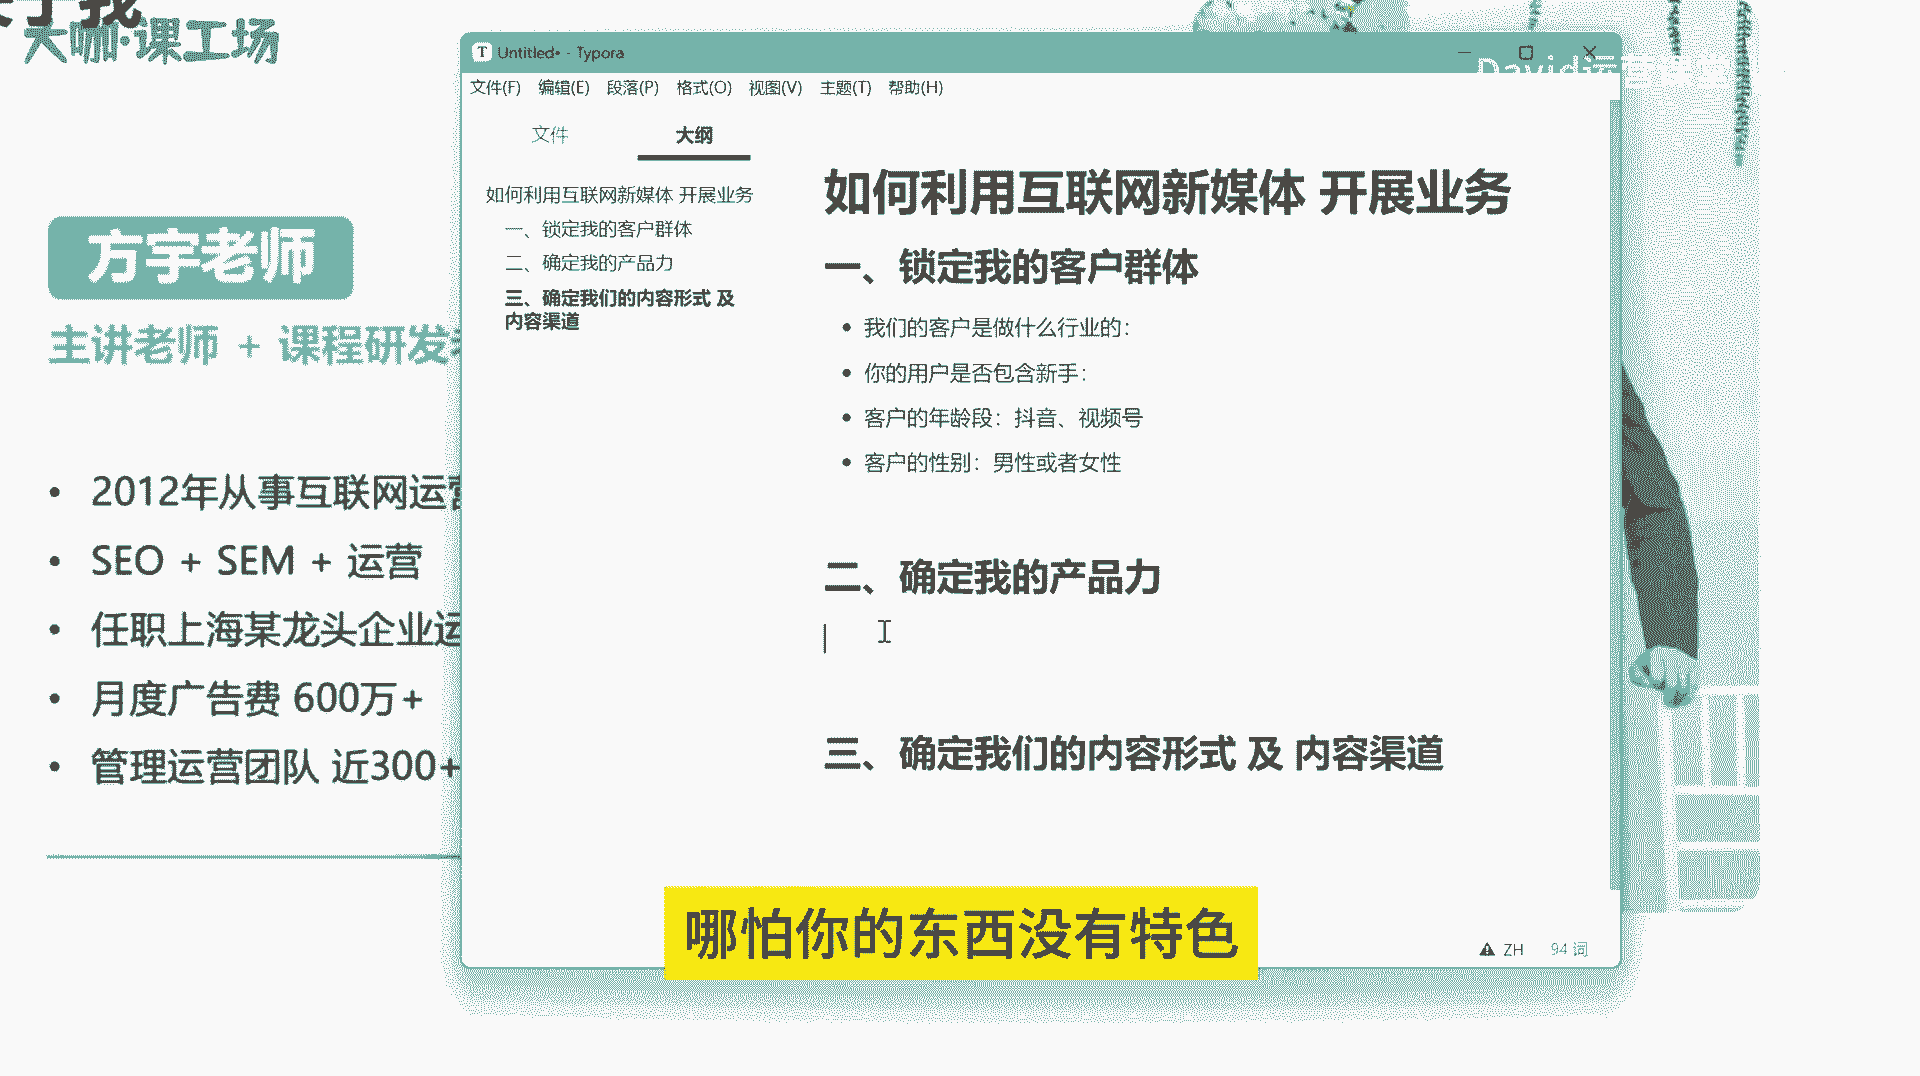 大咖·课工场
方宇老师
主讲老师 + 课程研发
2012年从事互联网运营
SEO + SEM + 运营
任职上海某龙头企业运
月度广告费 600万+
管理运营团队 近300+
Untitled• - Typora
David运营课堂
文件(F) 编辑(E) 段落(P) 格式(O) 视图(V) 主题(T) 帮助(H)
文件 大纲
如何利用互联网新媒体 开展业务
一、锁定我的客户群体
二、确定我的产品力
三、确定我们的内容形式 及
内容渠道
如何利用互联网新媒体 开展业务
一、锁定我的客户群体
我们的客户是做什么行业的：
你的用户是否包含新手：
客户的年龄段：抖音、视频号
客户的性别：男性或者女性
二、确定我的产品力
三、确定我们的内容形式 及 内容渠道
哪怕你的东西没有特色
ZH 94 词